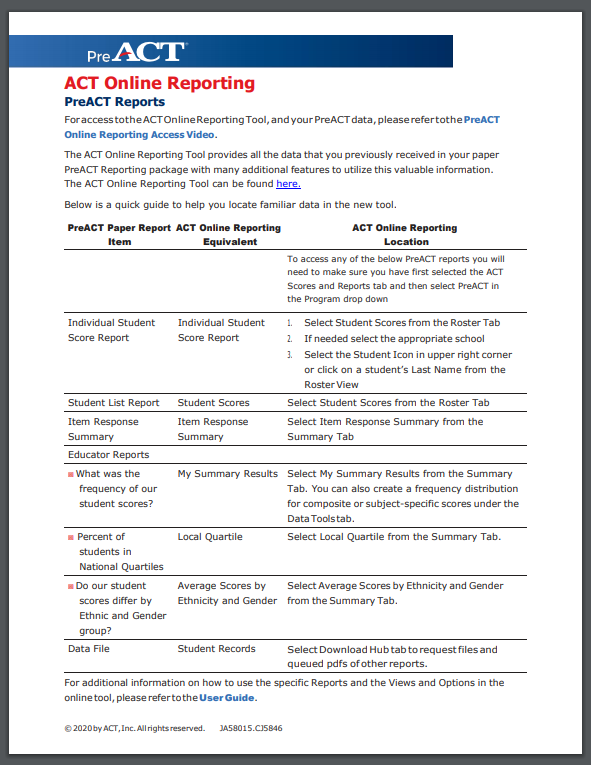 PreACT®
ACT Online Reporting
PreACT Reports
For access to the ACT Online Reporting Tool, and your PreACT data, please refer to the PreACT
Online Reporting Access Video.
The ACT Online Reporting Tool provides all the data that you previously received in your paper
PreACT Reporting package with many additional features to utilize this valuable information.
The ACT Online Reporting Tool can be found here.
Below is a quick guide to help you locate familiar data in the new tool.
PreACT Paper Report ACT Online Reporting ACT Online Reporting
Item Equivalent Location
To access any of the below PreACT reports you will
need to make sure you have first selected the ACT
Scores and Reports tab and then select PreACT in
the Program drop down
Individual Student Individual Student 1. Select Student Scores from the Roster Tab
Score Report Score Report 2. If needed select the appropriate school
3. Select the Student Icon in upper right corner
or click on a student's Last Name from the
Roster View
Student List Report Student Scores Select Student Scores from the Roster Tab
Item Response Item Response Select Item Response Summary from the
Summary Summary Summary Tab
Educator Reports
■ What was the My Summary Results Select My Summary Results from the Summary
frequency of our Tab. You can also create a frequency distribution
student scores? for composite or subject-specific scores under the
Data Tools tab.
■ Percent of Local Quartile Select Local Quartile from the Summary Tab.
students in
National Quartiles
■ Do our student Average Scores by Select Average Scores by Ethnicity and Gender
scores differ by Ethnicity and Gender from the Summary Tab.
Ethnic and Gender
group?
Data File Student Records Select Download Hub tab to request files and
queued pdfs of other reports.
For additional information on how to use the specific Reports and the Views and Options in the
online tool, please refer to the User Guide.
© 2020 by ACT, Inc. All rights reserved. JA58015.CJ5846